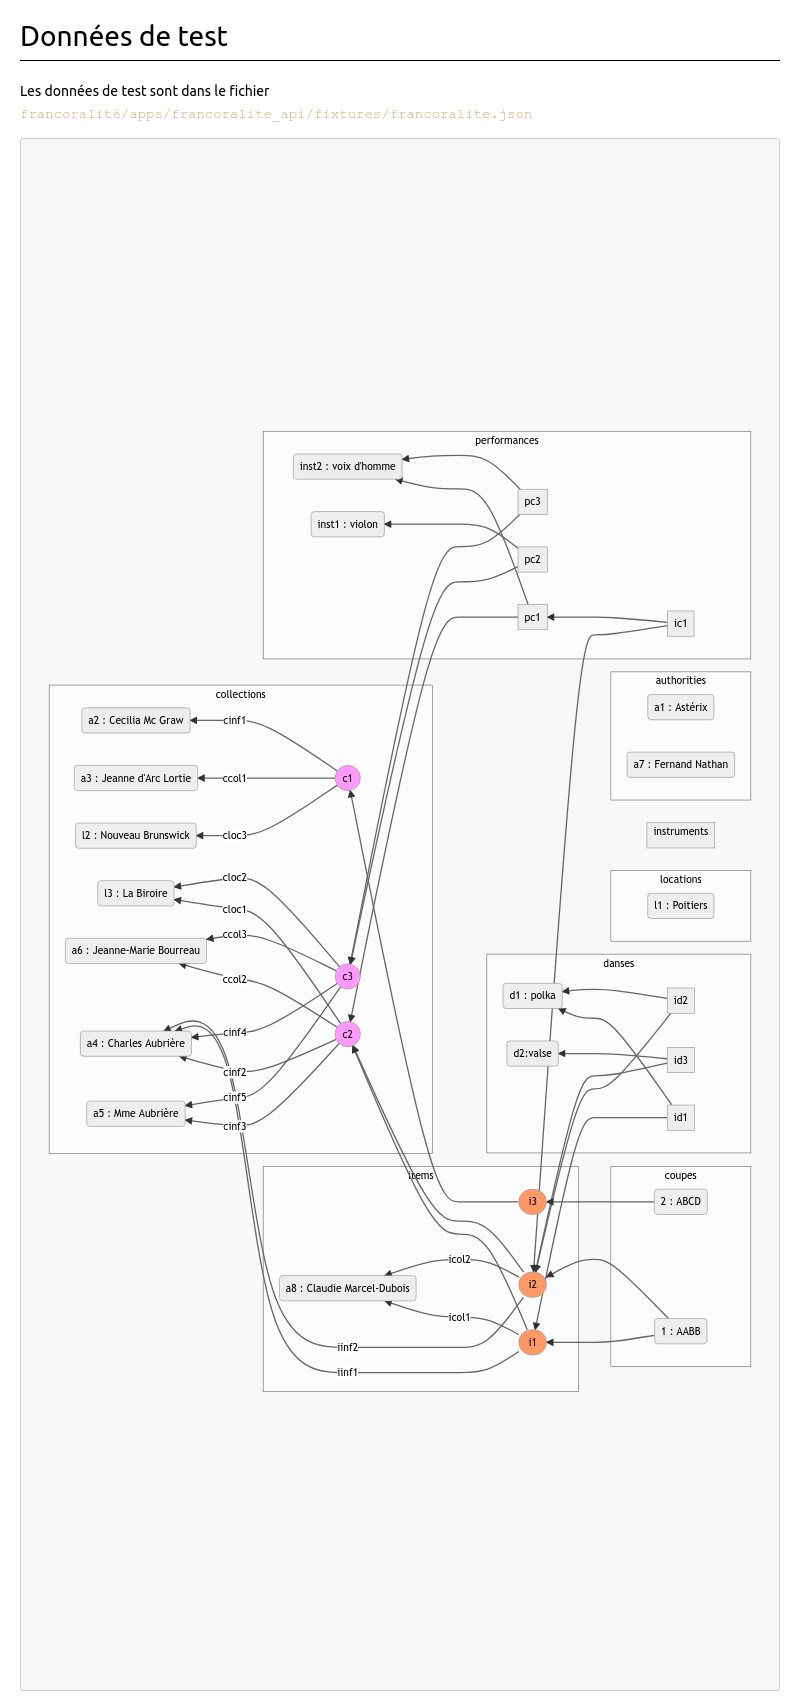 Données de test
Les données de test sont dans le fichier
francoralité/apps/francoralite_api/fixtures/francoralite.json
performances
inst2 : voix d'homme
pc3
inst1 : violon
pc2
pc1
ic1
authorities
a1 : Astérix
a7 : Fernand Nathan
collections
a2 : Cecilia Mc Graw
cinf1
a3 : Jeanne d'Arc Lortie
ccol1
c1
l2 : Nouveau Brunswick
cloc3
cloc2
l3 : La Biroire
cloc1
ccol3
a6 : Jeanne-Marie Bourreau
ccol2
c3
cinf4
c2
a4 : Charles Aubrière
cinf2
cinf5
a5 : Mme Aubrière
cinf3
instruments
locations
l1 : Poitiers
danses
d1 : polka
id2
d2:valse
id3
id1
items
i3
icol2
i2
a8 : Claudie Marcel-Dubois
icol1
i1
iinf2
iinf1
coupes
2 : ABCD
1 : AABB